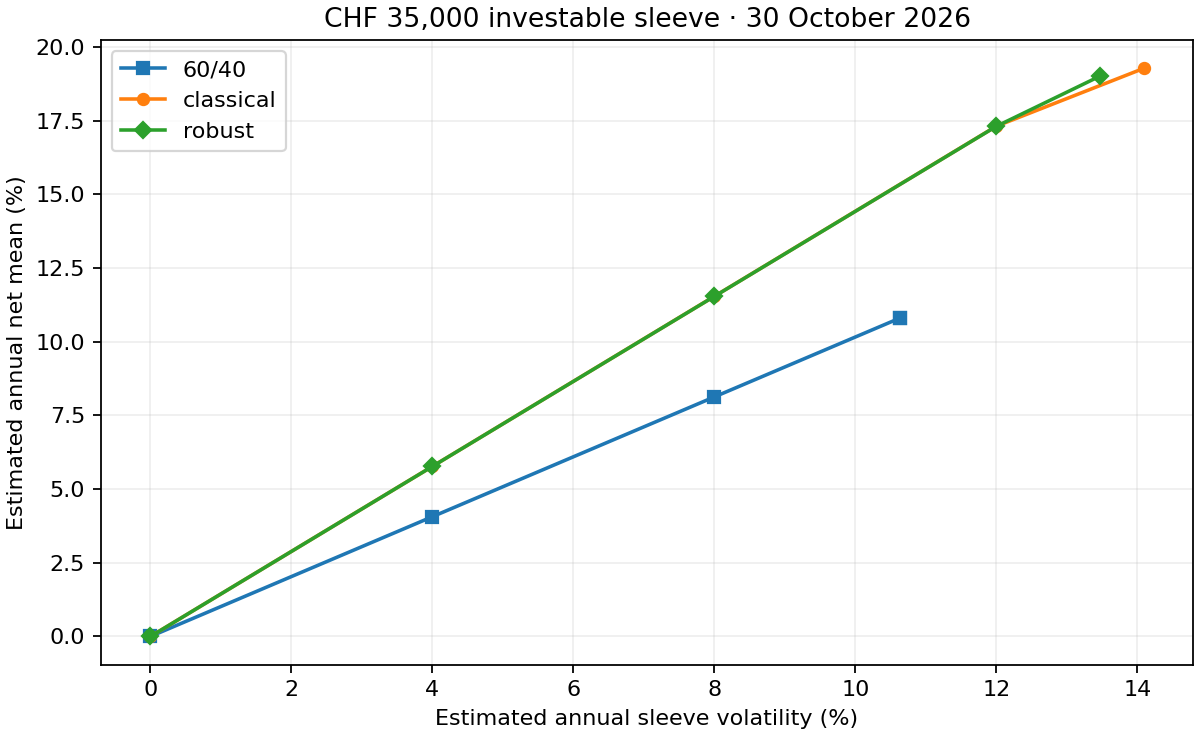 CHF 35,000 investable sleeve · 30 October 2026
20.0
17.5
15.0
12.5
10.0
7.5
5.0
2.5
0.0
Estimated annual net mean (%)
60/40
classical
robust
0 2 4 6 8 10 12 14
Estimated annual sleeve volatility (%)